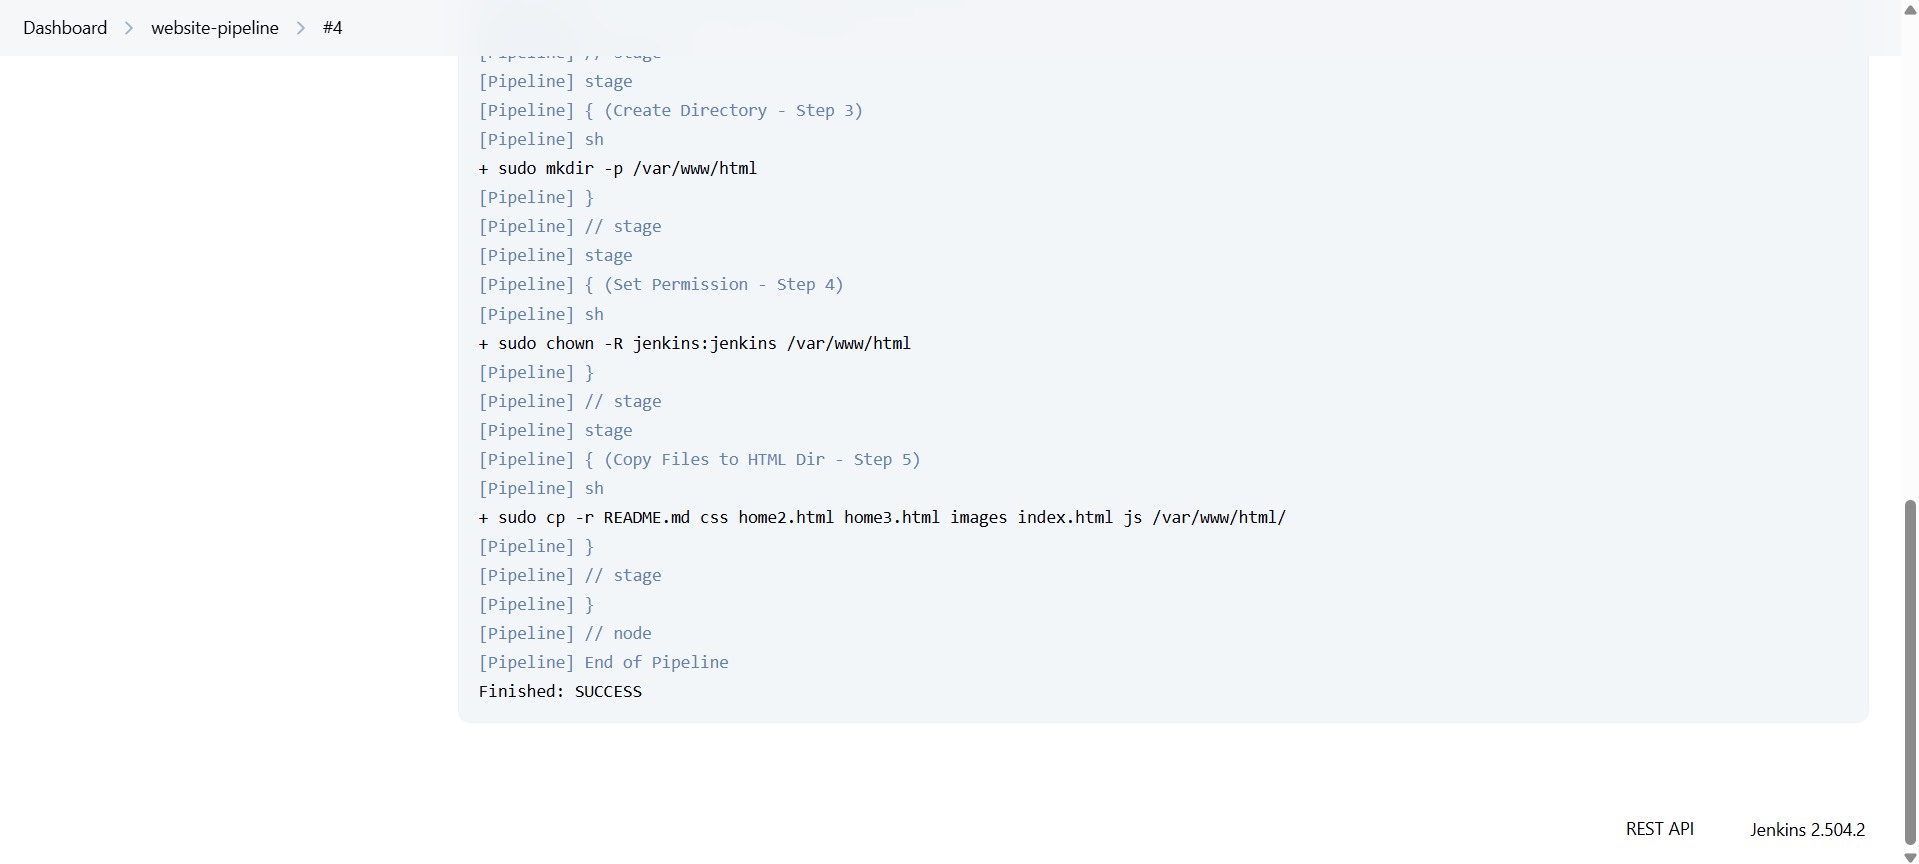 Dashboard > website-pipeline > #4
[Pipeline] // stage
[Pipeline] stage
[Pipeline] { (Create Directory - Step 3)
[Pipeline] sh
+ sudo mkdir -p /var/www/html
[Pipeline] }
[Pipeline] // stage
[Pipeline] stage
[Pipeline] { (Set Permission - Step 4)
[Pipeline] sh
+ sudo chown -R jenkins:jenkins /var/www/html
[Pipeline] }
[Pipeline] // stage
[Pipeline] stage
[Pipeline] { (Copy Files to HTML Dir - Step 5)
[Pipeline] sh
+ sudo cp -r README.md css home2.html home3.html images index.html js /var/www/html/
[Pipeline] }
[Pipeline] // stage
[Pipeline] }
[Pipeline] // node
[Pipeline] End of Pipeline
Finished: SUCCESS
REST API Jenkins 2.504.2